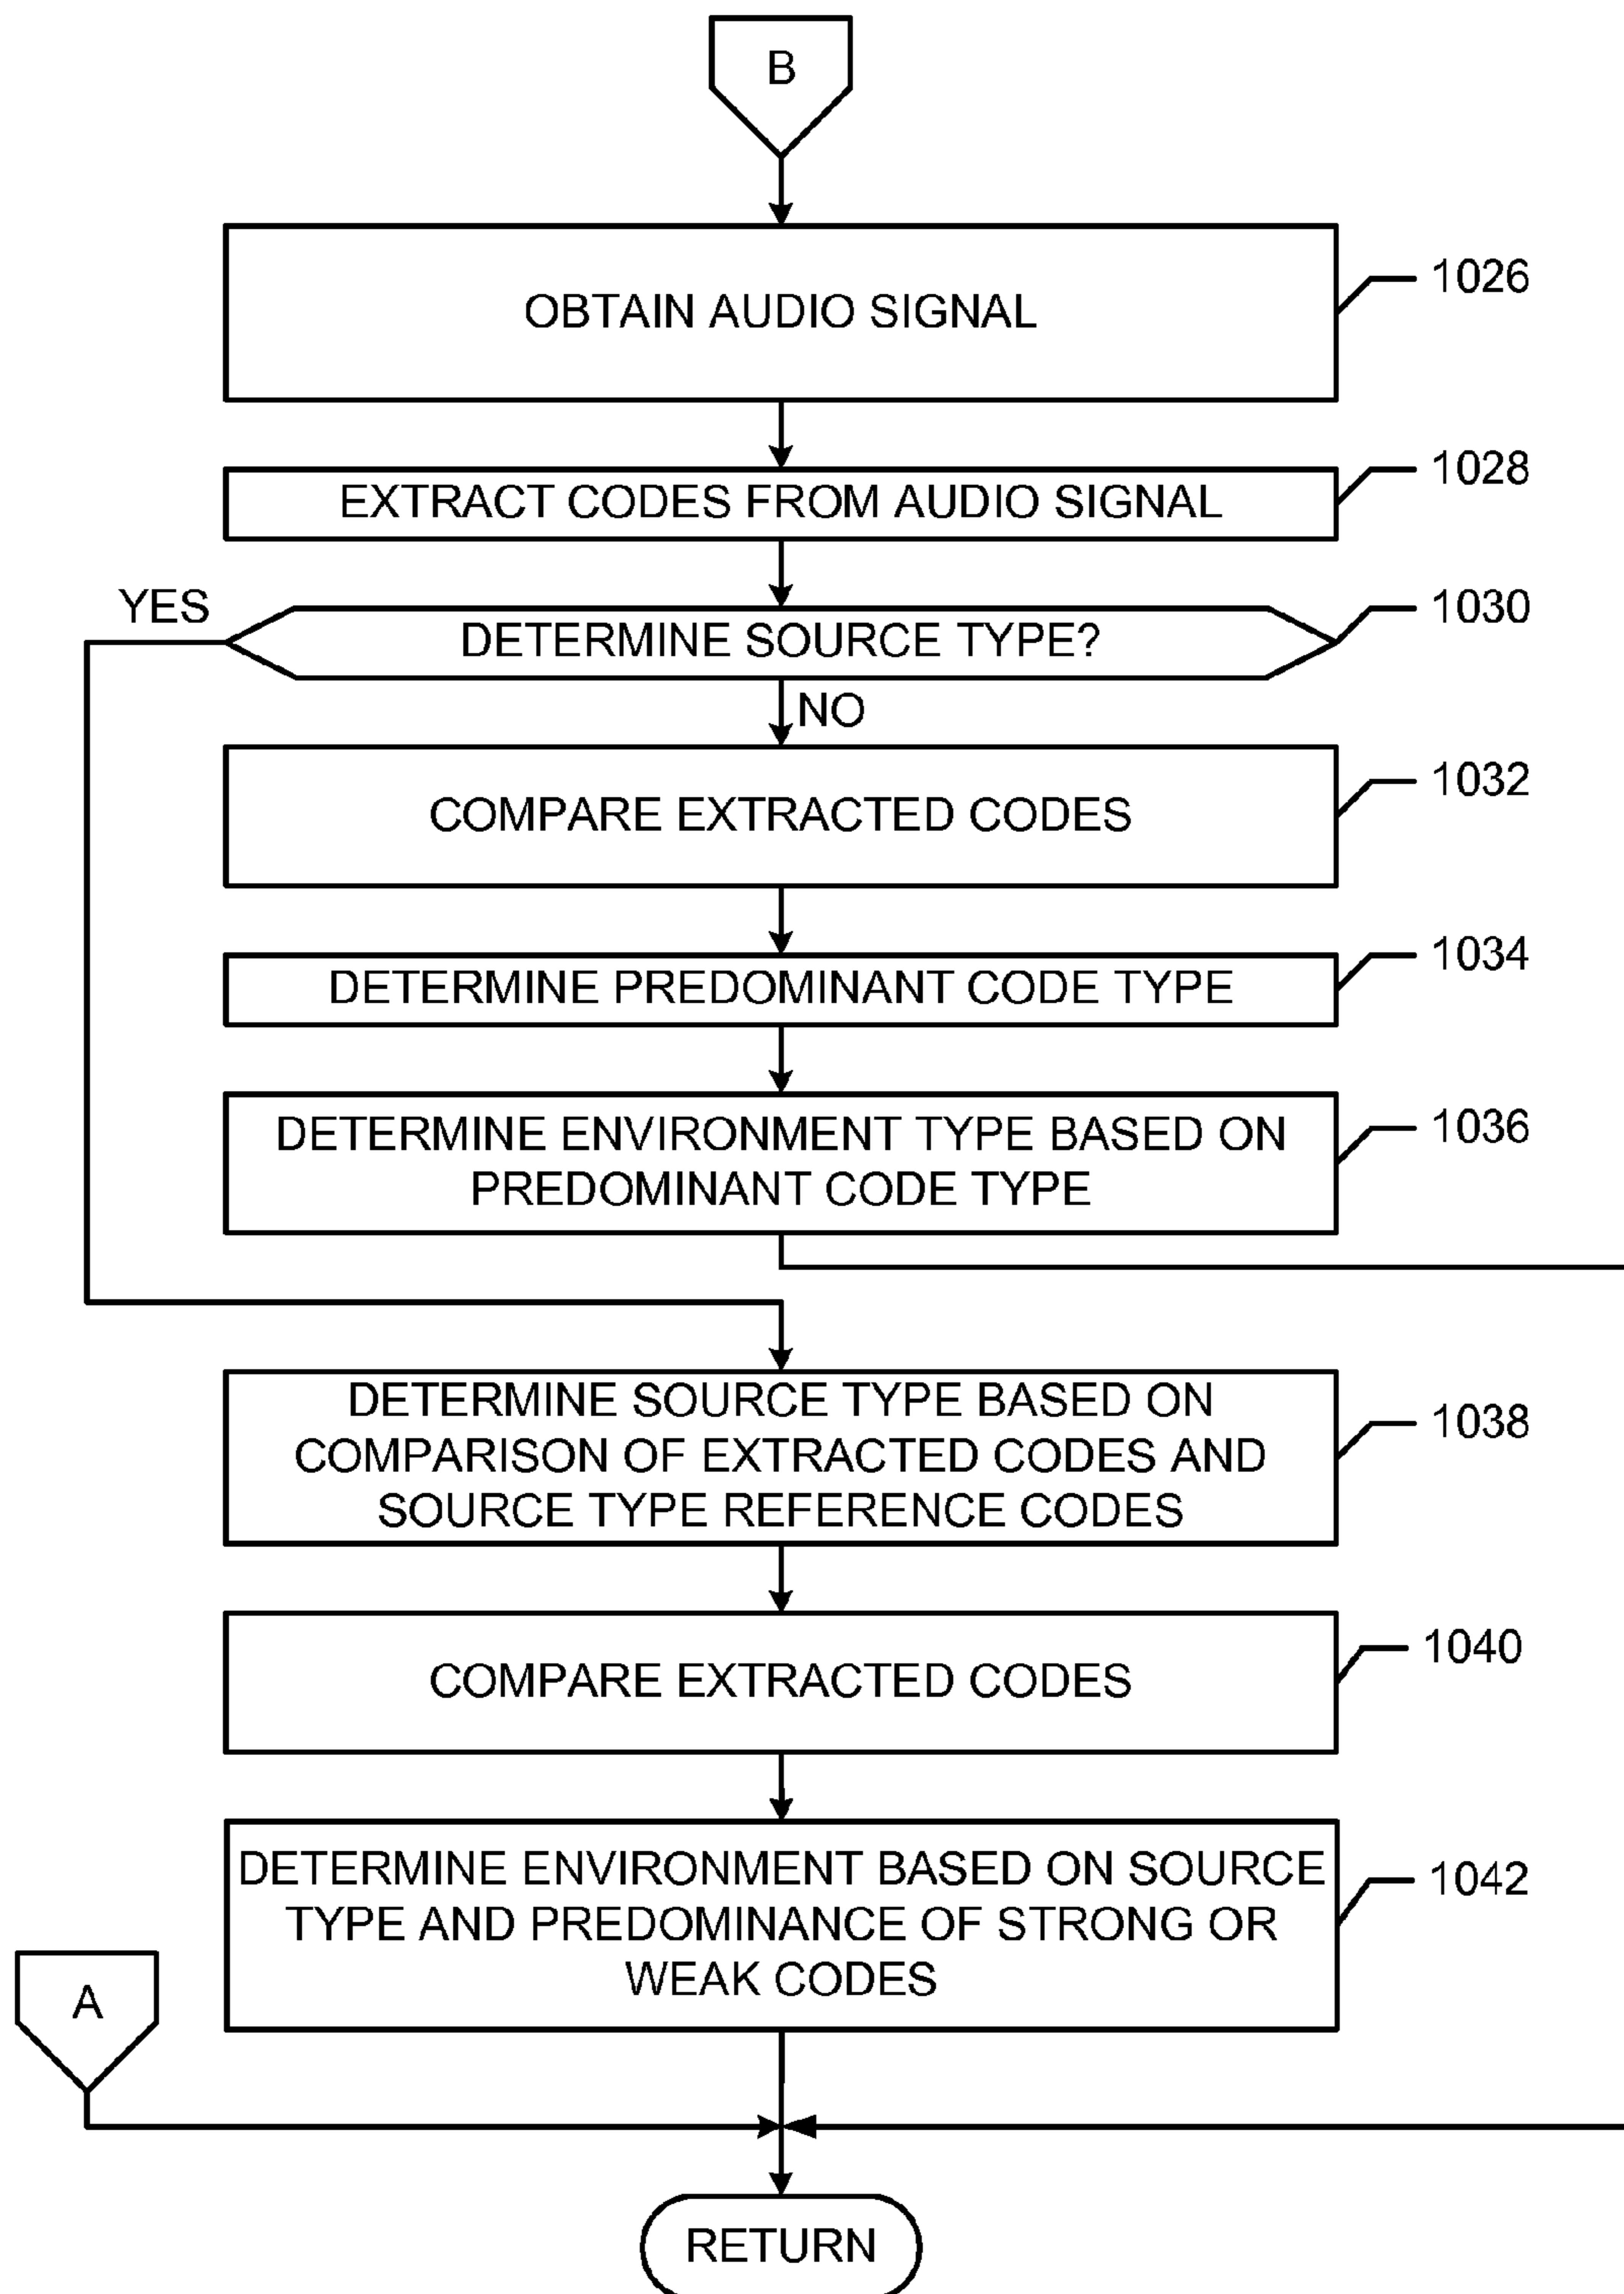 B
OBTAIN AUDIO SIGNAL
1026
EXTRACT CODES FROM AUDIO SIGNAL
1028
YES
DETERMINE SOURCE TYPE?
1030
NO
COMPARE EXTRACTED CODES
1032
DETERMINE PREDOMINANT CODE TYPE
1034
DETERMINE ENVIRONMENT TYPE BASED ON
PREDOMINANT CODE TYPE
1036
DETERMINE SOURCE TYPE BASED ON
COMPARISON OF EXTRACTED CODES AND
SOURCE TYPE REFERENCE CODES
1038
COMPARE EXTRACTED CODES
1040
DETERMINE ENVIRONMENT BASED ON SOURCE
TYPE AND PREDOMINANCE OF STRONG OR
WEAK CODES
1042
A
RETURN